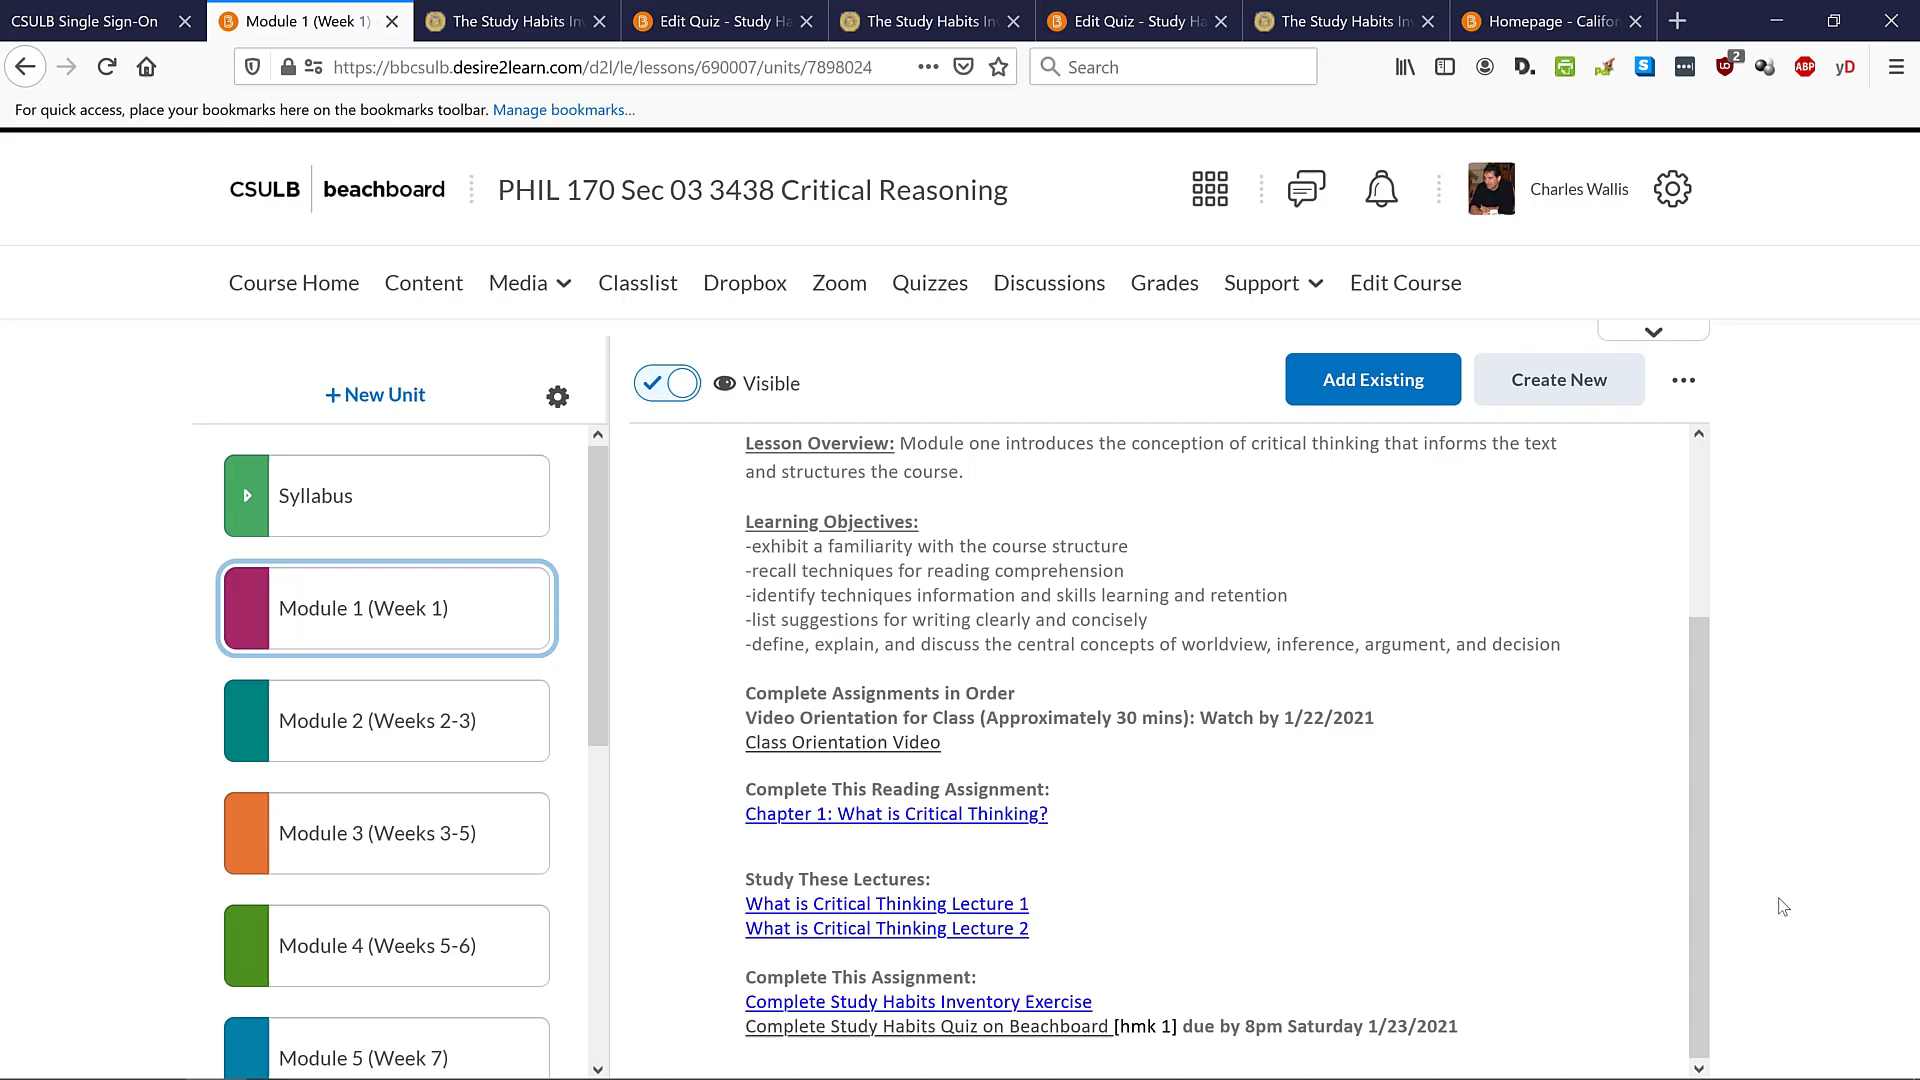 CSULB Single Sign-On
Module 1 (Week 1)
The Study Habits In
Edit Quiz - Study Ha
The Study Habits In
Edit Quiz - Study Ha
The Study Habits In
Homepage - Califor
https://bbcsulb.desire2learn.com/d2l/le/lessons/690007/units/7898024
Search
2
ABP
yD
For quick access, place your bookmarks here on the bookmarks toolbar. Manage bookmarks...
CSULB beachboard
PHIL 170 Sec 03 3438 Critical Reasoning
Charles Wallis
Course Home
Content
Media
Classlist
Dropbox
Zoom
Quizzes
Discussions
Grades
Support
Edit Course
+ New Unit
Syllabus
Module 1 (Week 1)
Module 2 (Weeks 2-3)
Module 3 (Weeks 3-5)
Module 4 (Weeks 5-6)
Module 5 (Week 7)
Visible
Add Existing
Create New
Lesson Overview: Module one introduces the conception of critical thinking that informs the text
and structures the course.
Learning Objectives:
-exhibit a familiarity with the course structure
-recall techniques for reading comprehension
-identify techniques information and skills learning and retention
-list suggestions for writing clearly and concisely
-define, explain, and discuss the central concepts of worldview, inference, argument, and decision
Complete Assignments in Order
Video Orientation for Class (Approximately 30 mins): Watch by 1/22/2021
Class Orientation Video
Complete This Reading Assignment:
Chapter 1: What is Critical Thinking?
Study These Lectures:
What is Critical Thinking Lecture 1
What is Critical Thinking Lecture 2
Complete This Assignment:
Complete Study Habits Inventory Exercise
Complete Study Habits Quiz on Beachboard [hmk 1] due by 8pm Saturday 1/23/2021